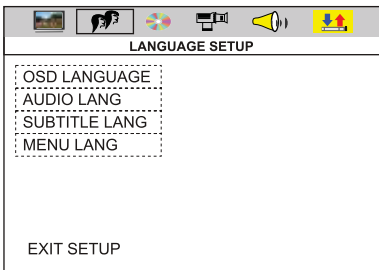 LANGUAGE SETUP
OSD LANGUAGE
AUDIO LANG
SUBTITLE LANG
MENU LANG
EXIT SETUP